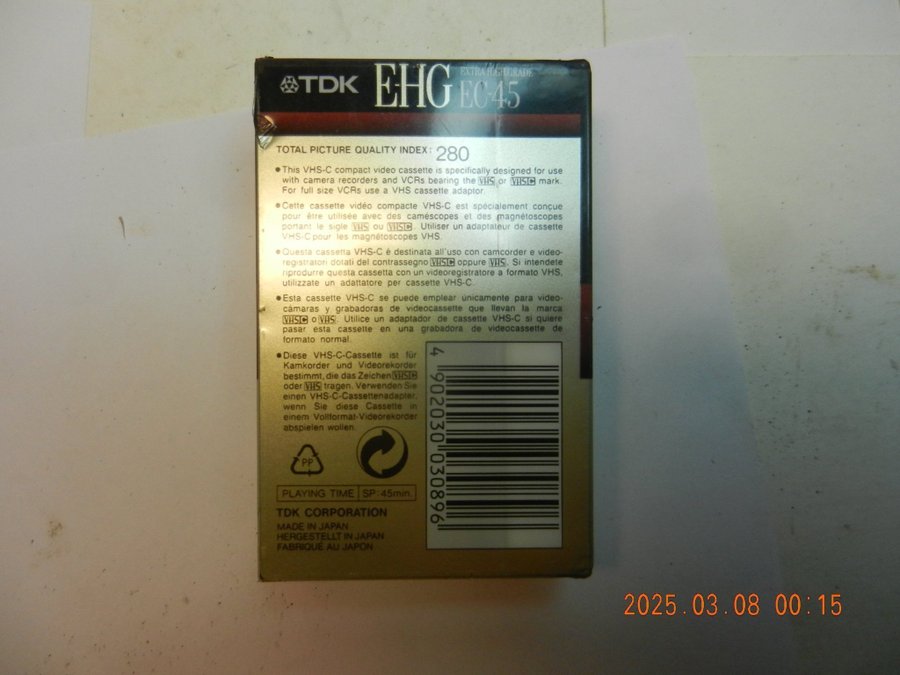 TDK E-HG EXTRA HIGH GRADE
EC-45
TOTAL PICTURE QUALITY INDEX: 280
●This VHS-C compact video cassette is specifically designed for use
with camera recorders and VCRs bearing the VHS or VHSC mark.
For full size VCRs use a VHS cassette adaptor.
●Cette cassette vidéo compacte VHS-C est spécialement conçue
pour être utilisée avec des caméscopes et des magnétoscopes
portant le sigle VHS ou VHSC. Utiliser un adaptateur de cassette
VHS-C pour les magnétoscopes VHS.
●Questa cassetta VHS-C é destinata all'uso con camcorder e video-
registratori dotati del contrassegno VHSC oppure VHS. Si intendete
riprodurre questa cassetta con un videoregistratore a formato VHS,
utilizzate un adattatore per cassette VHS-C.
●Esta cassette VHS-C se puede emplear únicamente para video-
cámaras y grabadoras de videocassette que llevan la marca
VHSC o VHS. Utilice un adaptador de cassette VHS-C si quiere
pasar esta cassette en una grabadora de videocassette de
formato normal.
●Diese VHS-C-Cassette ist für
Kamkorder und Videorekorder
bestimmt, die das Zeichen VHSC
oder VHS tragen. Verwenden Sie
einen VHS-C-Cassettenadapter,
wenn Sie diese Cassette in
einem Vollformat-Videorekorder
abspielen wollen.
PP
PLAYING TIME SP: 45min.
TDK CORPORATION
MADE IN JAPAN
HERGESTELLT IN JAPAN
FABRIQUÉ AU JAPON
4 902030 030896
2025.03.08 00:15